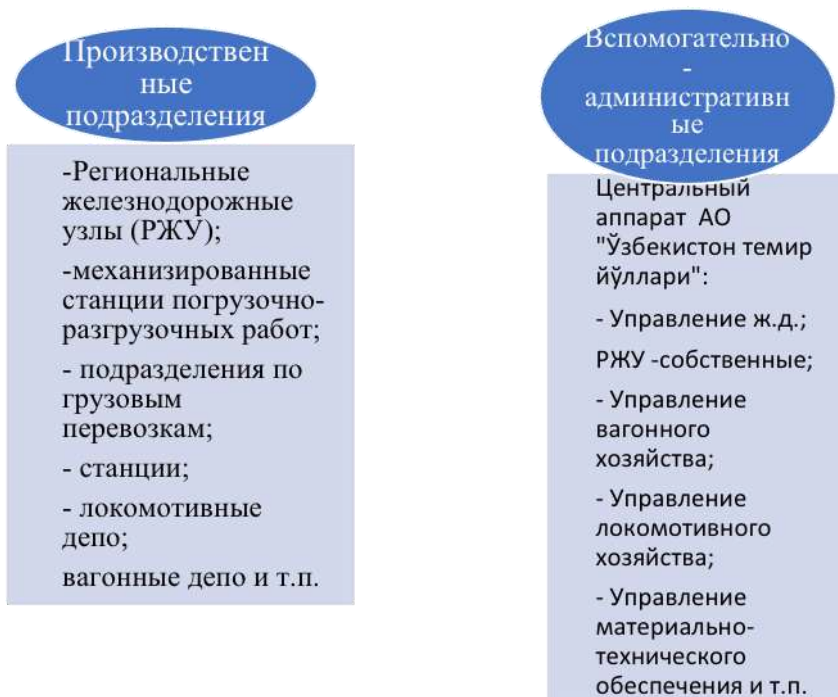 Производствен
ные
подразделения
-Региональные
железнодорожные
узлы (РЖУ);
-механизированные
станции погрузочно-
разгрузочных работ;
- подразделения по
грузовым
перевозкам;
- станции;
- локомотивные
депо;
вагонные депо и т.п.
Вспомогательно
-
административн
ые
подразделения
Центральный
аппарат АО
"Ўзбекистон темир
йўллари":
- Управление ж.д.;
РЖУ -собственные;
- Управление
вагонного
хозяйства;
- Управление
локомотивного
хозяйства;
- Управление
материально-
технического
обеспечения и т.п.